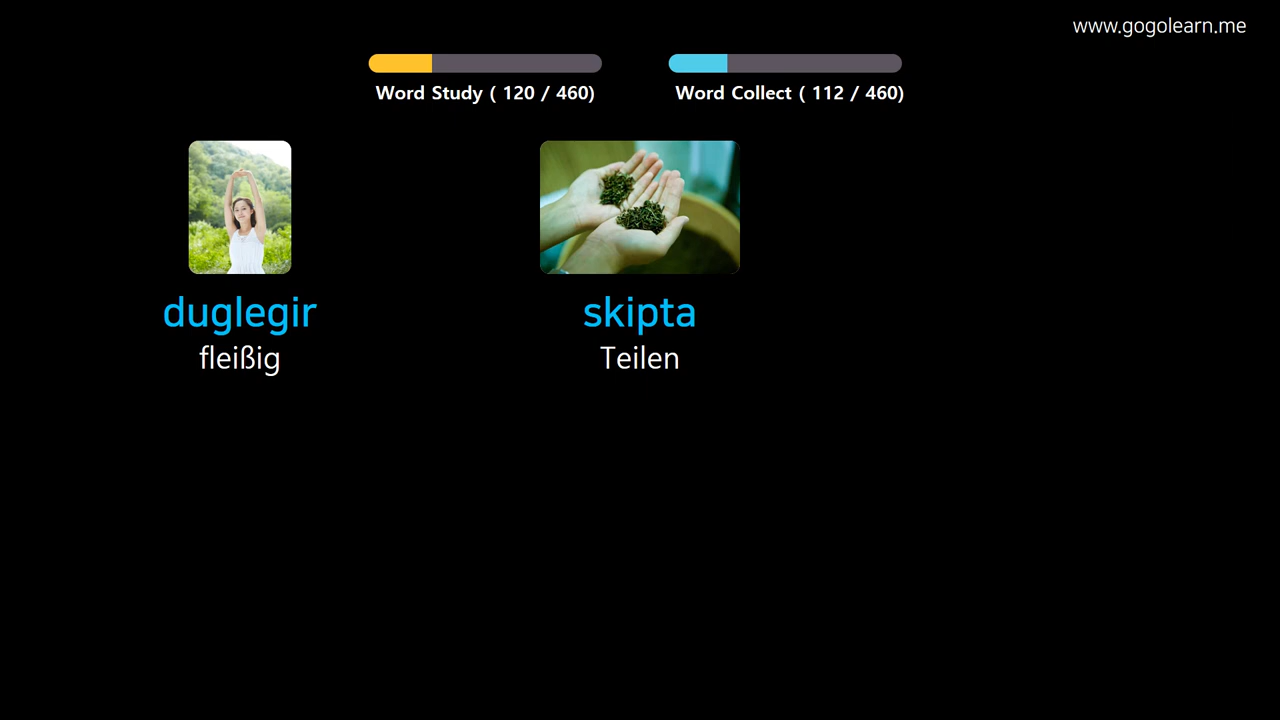 www.gogolearn.me
Word Study ( 120 / 460)
Word Collect ( 112 / 460)
duglegir
fleißig
skipta
Teilen